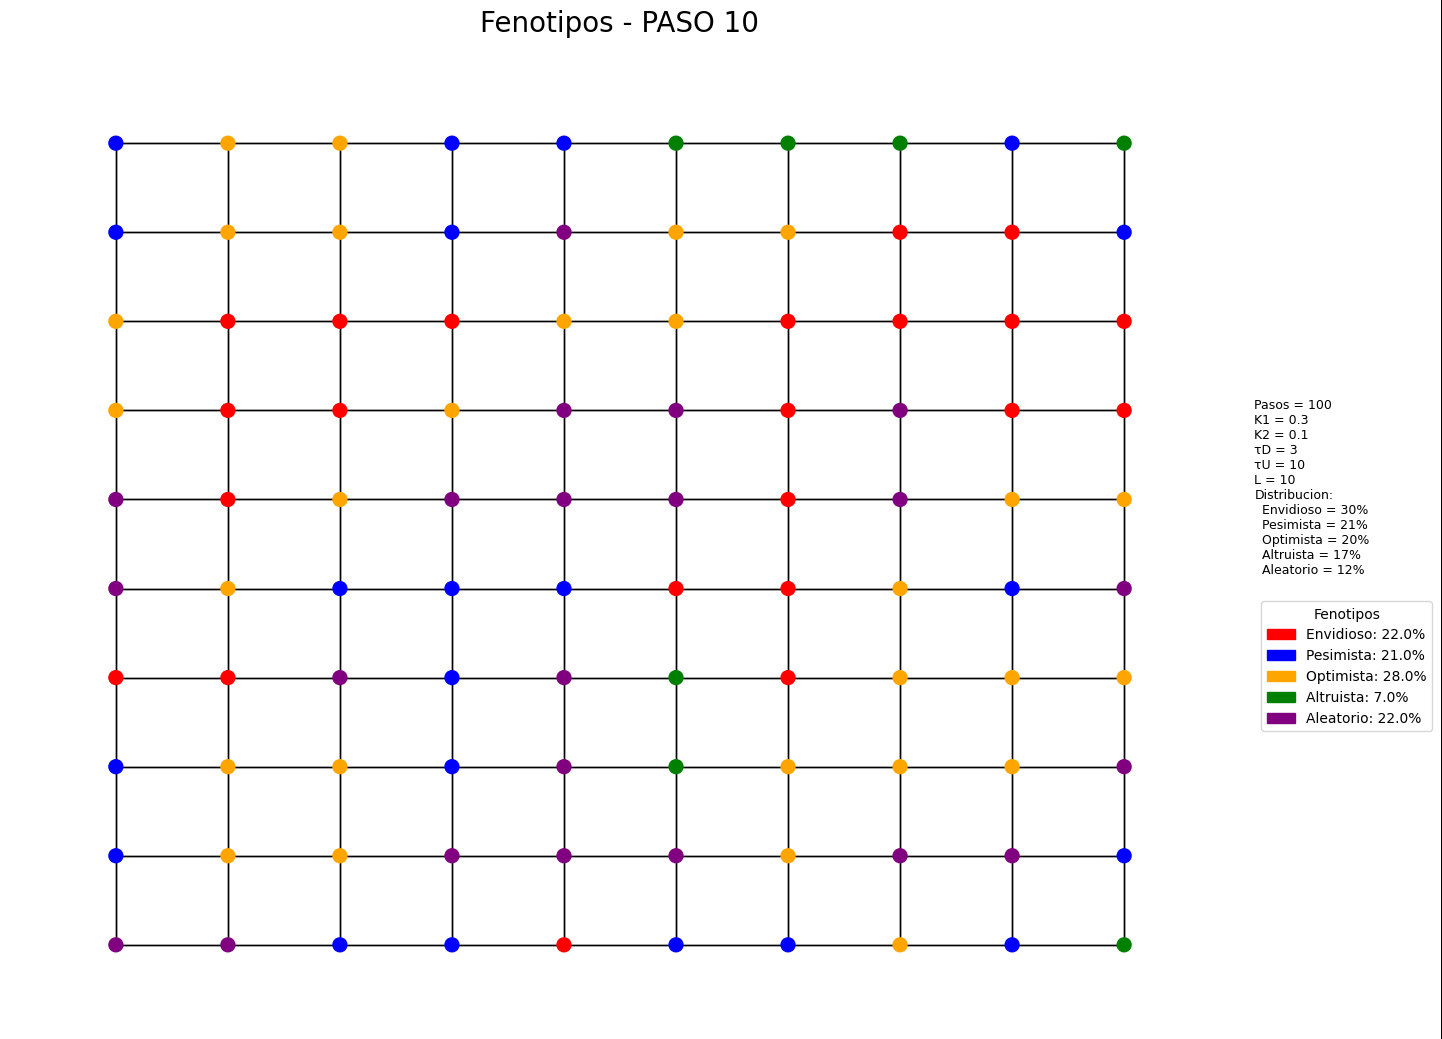 Fenotipos - PASO 10
Pasos = 100
K1 = 0.3
K2 = 0.1
τD = 3
τU = 10
L = 10
Distribucion:
Envidioso = 30%
Pesimista = 21%
Optimista = 20%
Altruista = 17%
Aleatorio = 12%
Fenotipos
Envidioso: 22.0%
Pesimista: 21.0%
Optimista: 28.0%
Altruista: 7.0%
Aleatorio: 22.0%